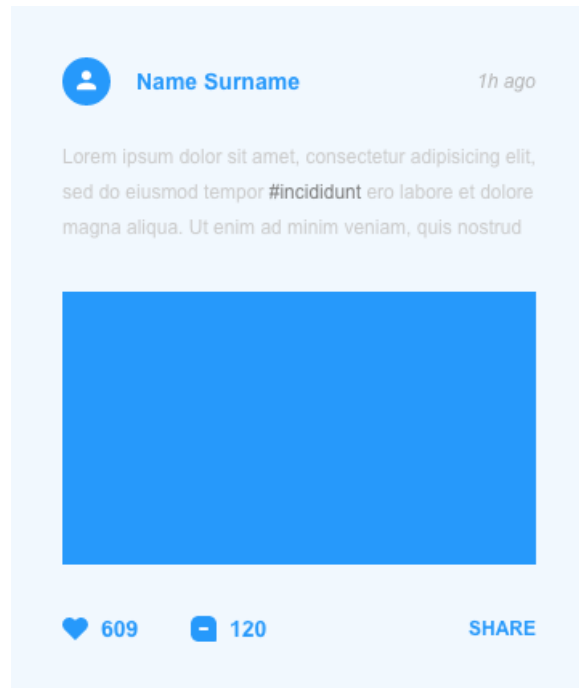 Name Surname
1h ago
Lorem ipsum dolor sit amet, consectetur adipisicing elit,
sed do eiusmod tempor #incididunt ero labore et dolore
magna aliqua. Ut enim ad minim veniam, quis nostrud
609
120
SHARE